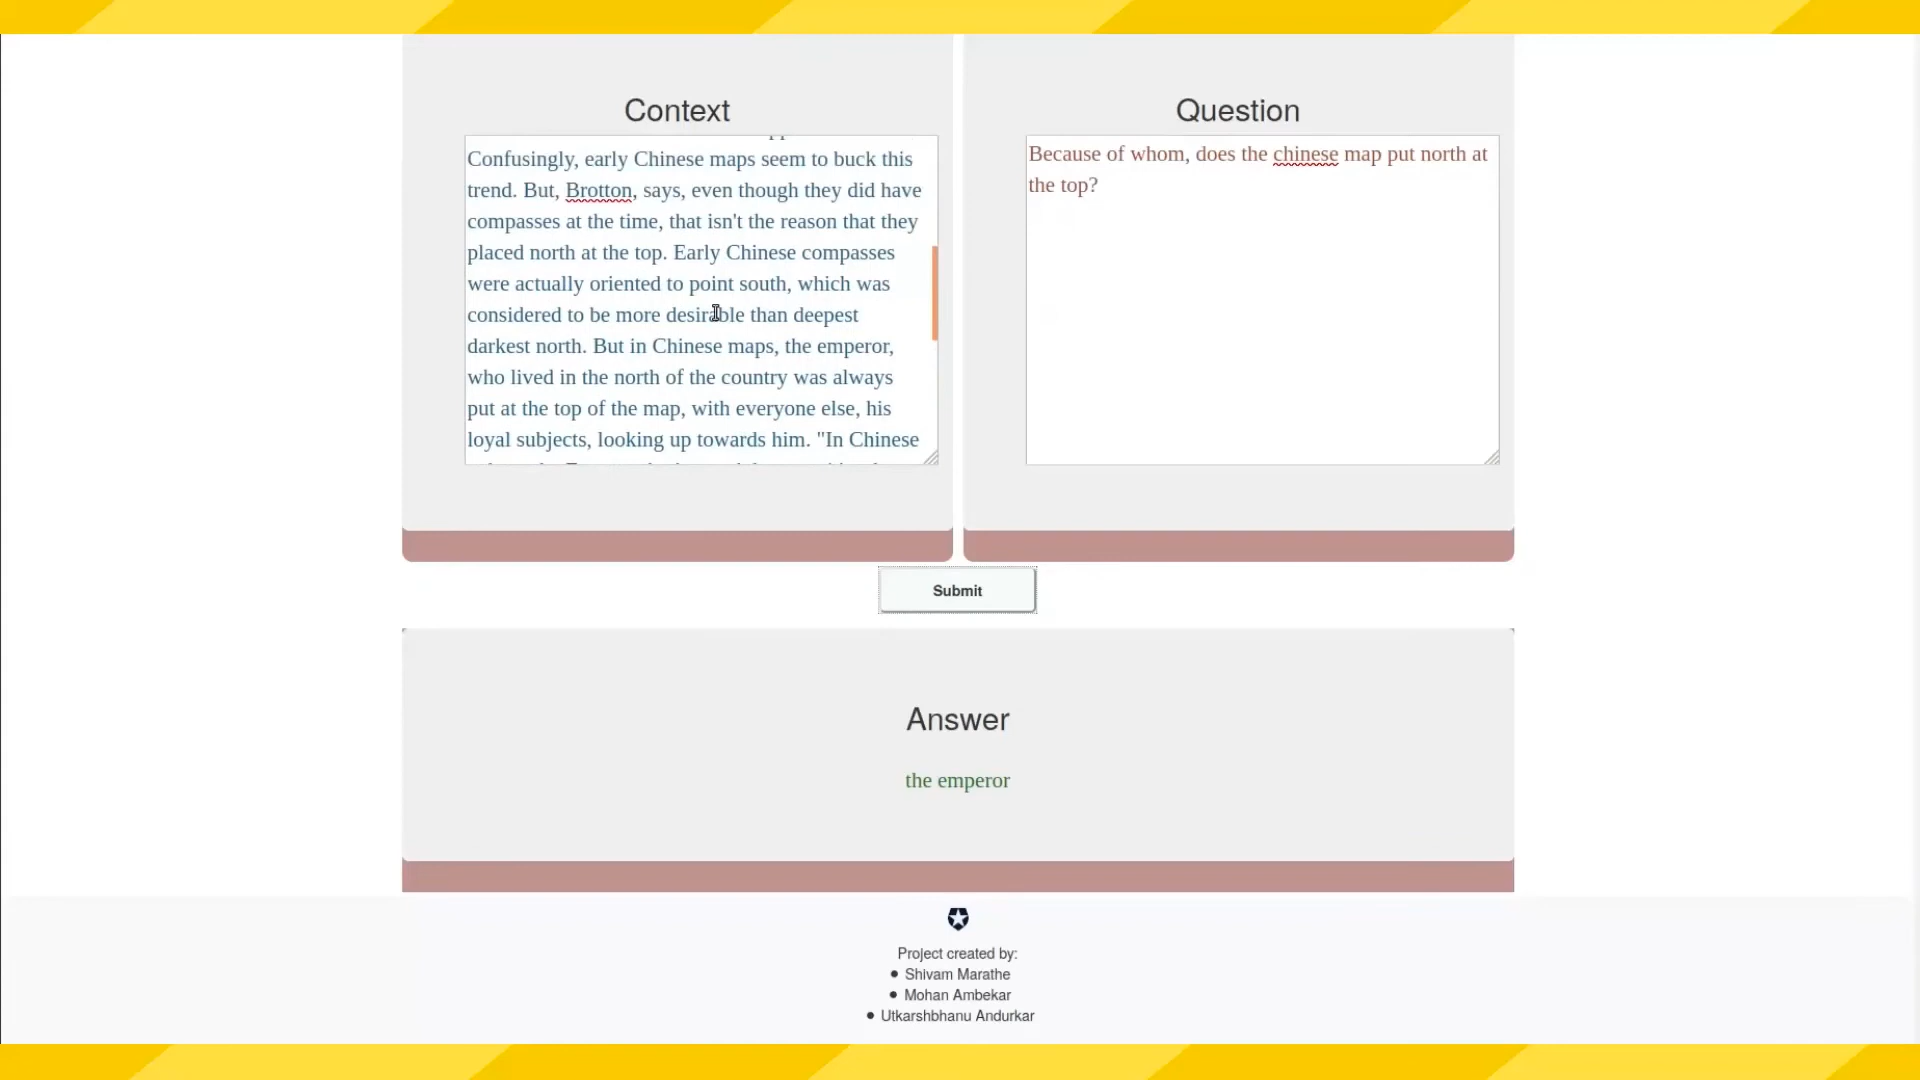 Context
Confusingly, early Chinese maps seem to buck this
trend. But, Brotton, says, even though they did have
compasses at the time, that isn't the reason that they
placed north at the top. Early Chinese compasses
were actually oriented to point south, which was
considered to be more desirable than deepest
darkest north. But in Chinese maps, the emperor,
who lived in the north of the country was always
put at the top of the map, with everyone else, his
loyal subjects, looking up towards him. "In Chinese
Question
Because of whom, does the chinese map put north at
the top?
Submit
Answer
the emperor
Project created by:
• Shivam Marathe
• Mohan Ambekar
• Utkarshbhanu Andurkar